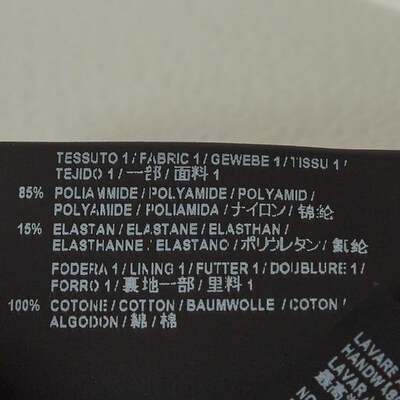 TESSUTO 1 / FABRIC 1 / GEWEBE 1 / TISSU 1 /
TEJIDO 1 / 一部 / 面料 1
85% POLIAMMIDE / POLYAMIDE / POLYAMID /
POLYAMIDE / POLIAMIDA / ナイロン / 锦纶
15% ELASTAN / ELASTANE / ELASTHAN /
ELASTHANNE / ELASTANO / ポリウレタン / 氨纶
FODERA 1 / LINING 1 / FUTTER 1 / DOUBLURE 1 /
FORRO 1 / 裏地一部 / 里料 1
100% COTONE / COTTON / BAUMWOLLE / COTON /
ALGODON / 綿 / 棉
LAVARE
HANDWA
LAVAR